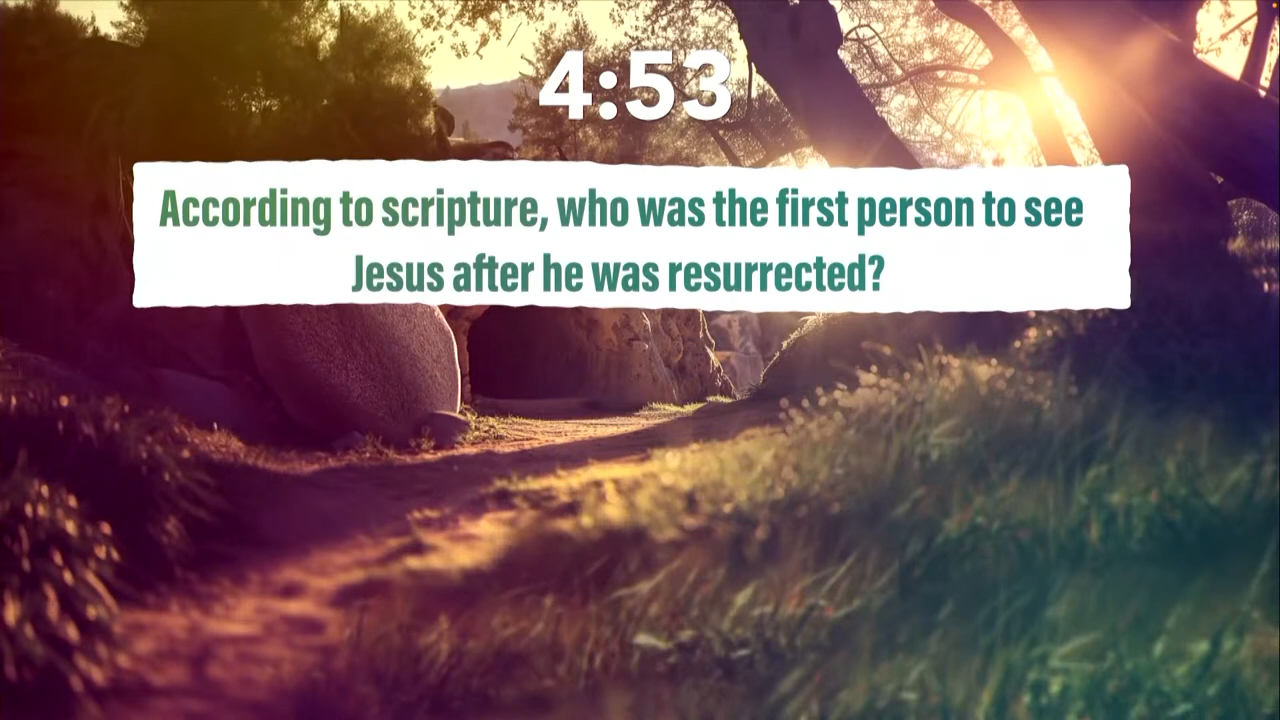 4:53
According to scripture, who was the first person to see
Jesus after he was resurrected?